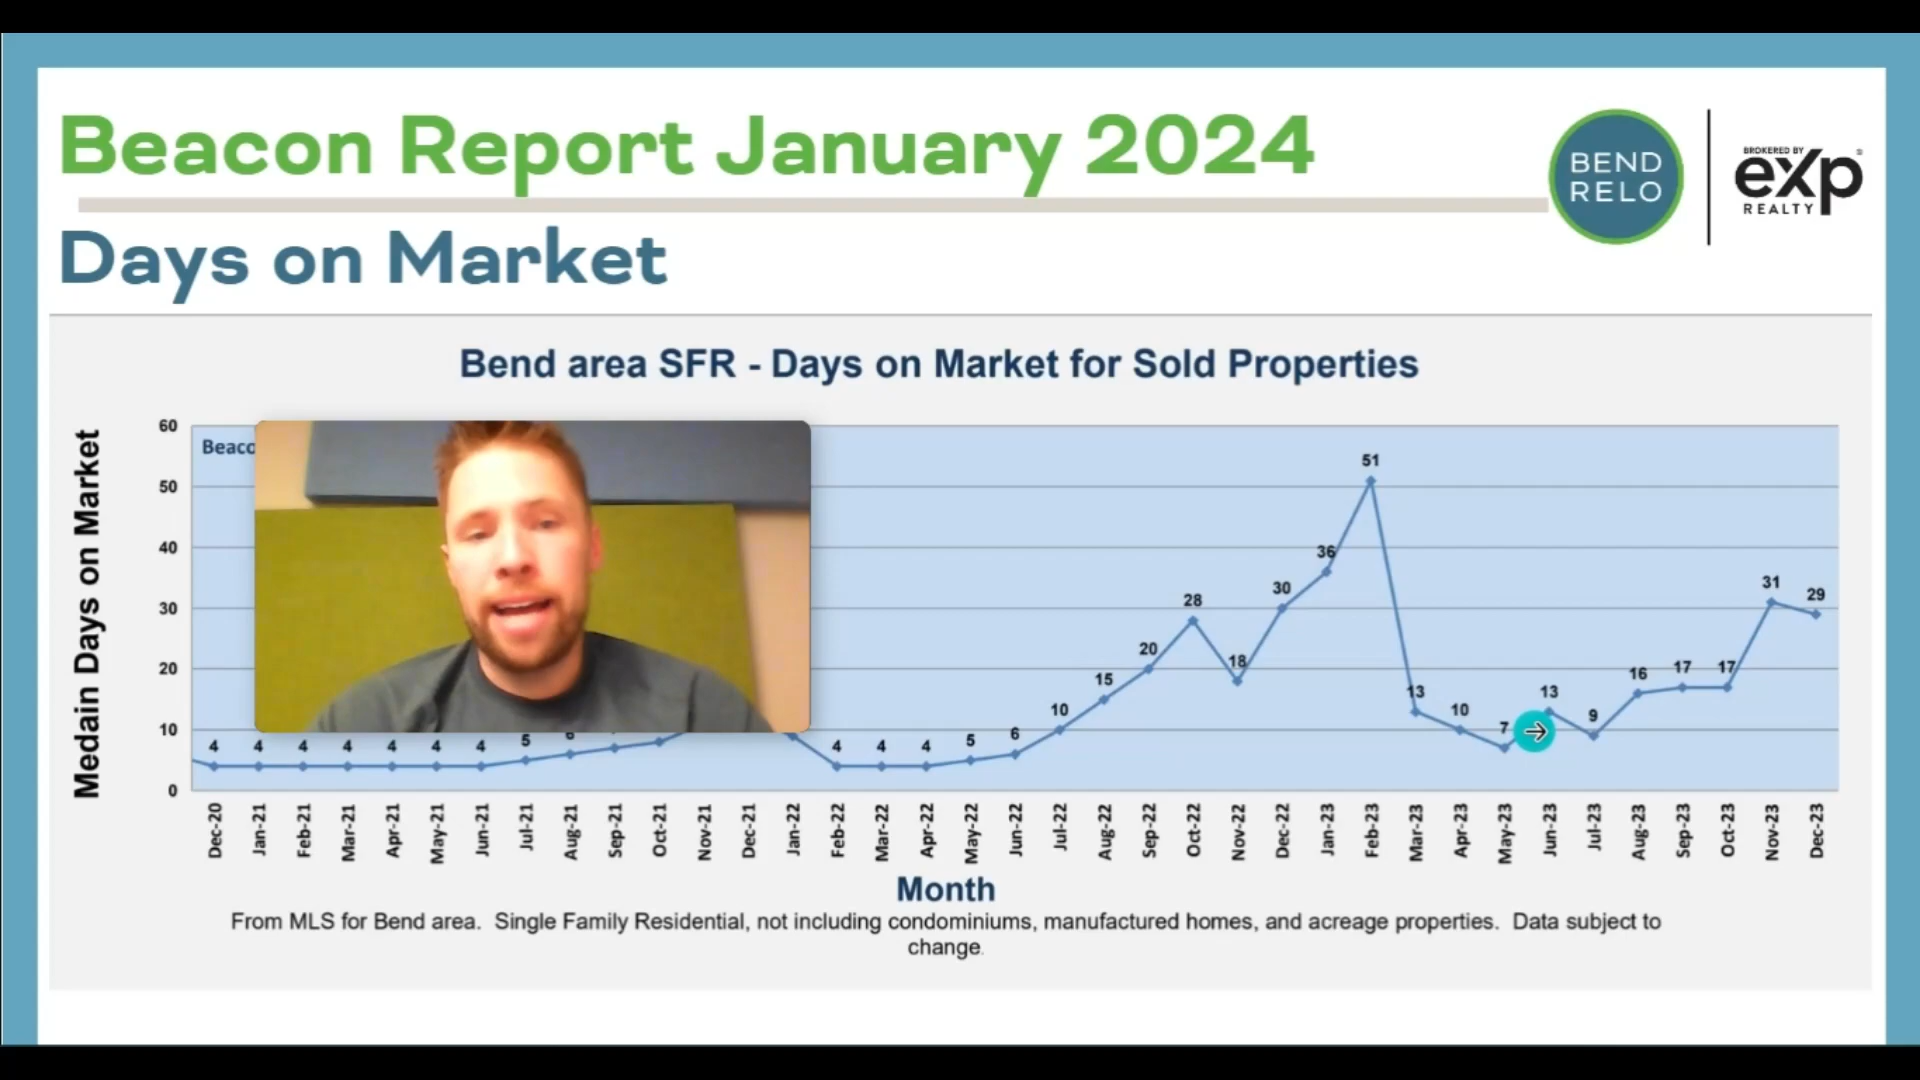 Beacon Report January 2024
BEND
RELO
BROKERED BY
eXp
REALTY
Days on Market
Bend area SFR - Days on Market for Sold Properties
Medain Days on Market
60
50
40
30
20
10
0
4
4
4
4
4
4
4
5
6
4
4
4
5
6
10
15
20
28
18
30
36
51
13
10
7
13
9
16
17
17
31
29
Dec-20
Jan-21
Feb-21
Mar-21
Apr-21
May-21
Jun-21
Jul-21
Aug-21
Sep-21
Oct-21
Nov-21
Dec-21
Jan-22
Feb-22
Mar-22
Apr-22
May-22
Jun-22
Jul-22
Aug-22
Sep-22
Oct-22
Nov-22
Dec-22
Jan-23
Feb-23
Mar-23
Apr-23
May-23
Jun-23
Jul-23
Aug-23
Sep-23
Oct-23
Nov-23
Dec-23
Month
From MLS for Bend area. Single Family Residential, not including condominiums, manufactured homes, and acreage properties. Data subject to
change.